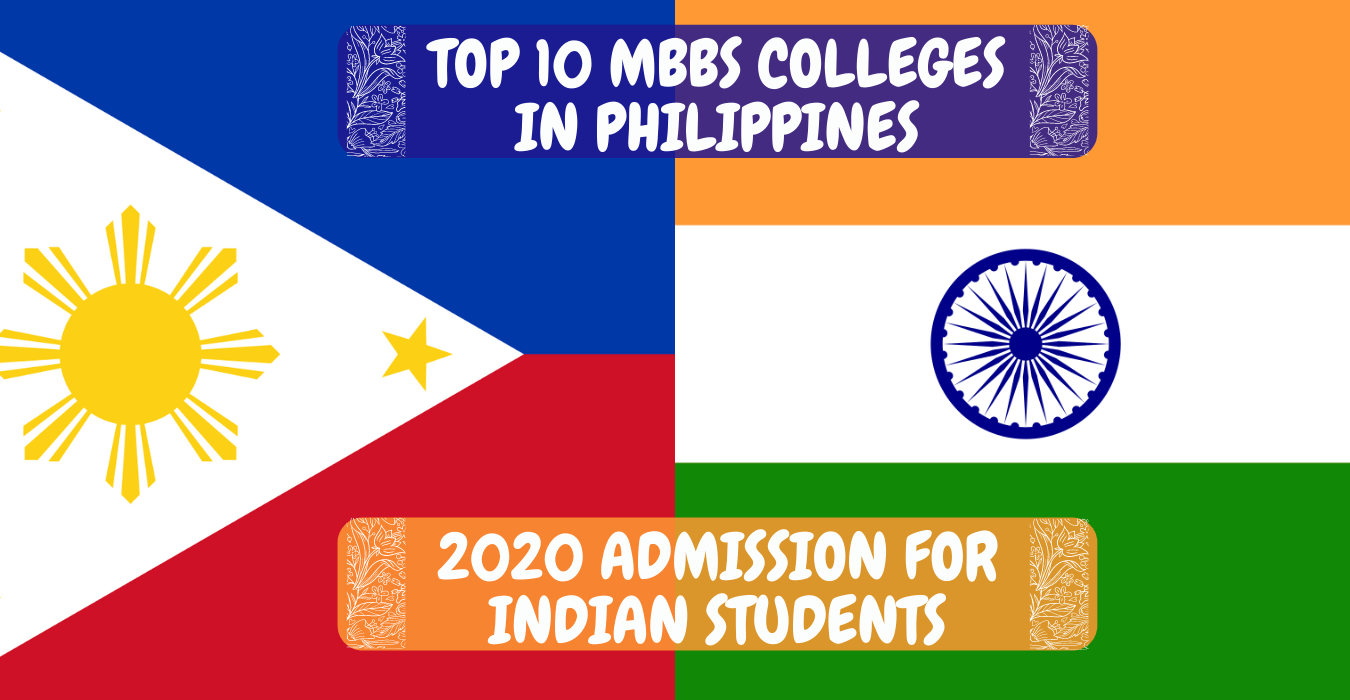 TOP 10 MBBS COLLEGES
IN PHILIPPINES
2020 ADMISSION FOR
INDIAN STUDENTS